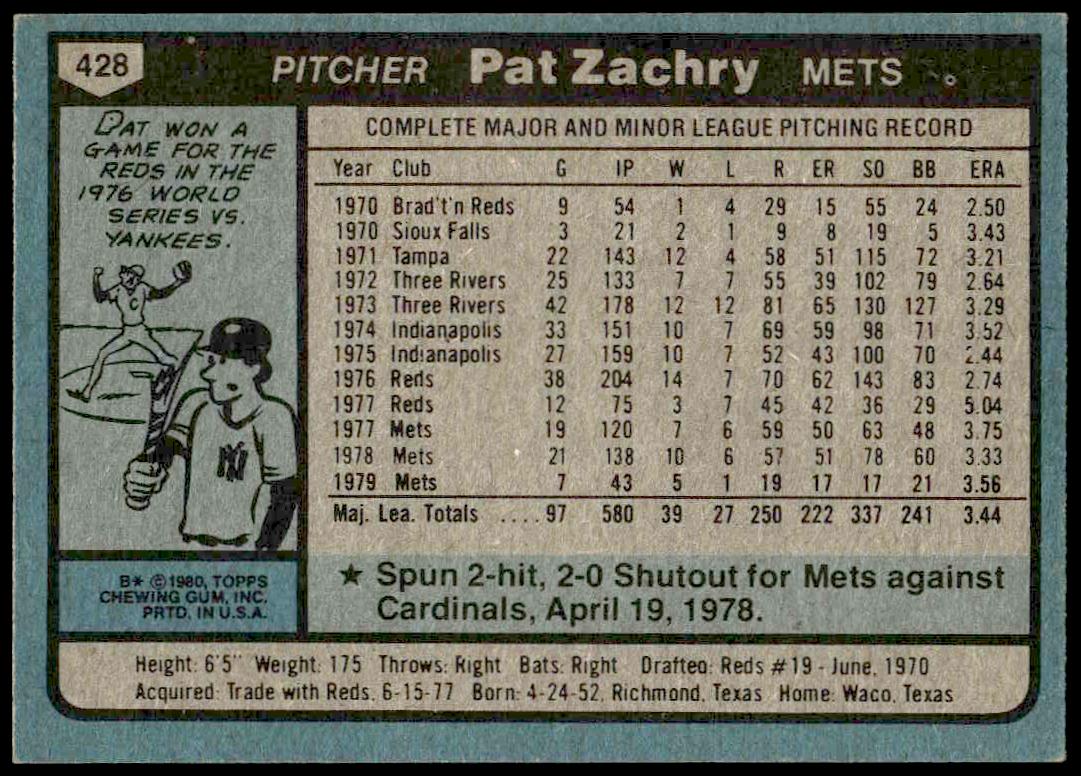 428 PITCHER Pat Zachry METS
PAT WON A
GAME FOR THE
REDS IN THE
1976 WORLD
SERIES VS.
YANKEES.
C
NY
B* © 1980, TOPPS
CHEWING GUM, INC.
PRTD. IN U.S.A.
COMPLETE MAJOR AND MINOR LEAGUE PITCHING RECORD
Year Club G IP W L R ER SO BB ERA
1970 Brad't'n Reds 9 54 1 4 29 15 55 24 2.50
1970 Sioux Falls 3 21 2 1 9 8 19 5 3.43
1971 Tampa 22 143 12 4 58 51 115 72 3.21
1972 Three Rivers 25 133 7 7 55 39 102 79 2.64
1973 Three Rivers 42 178 12 12 81 65 130 127 3.29
1974 Indianapolis 33 151 10 7 69 59 98 71 3.52
1975 Indianapolis 27 159 10 7 52 43 100 70 2.44
1976 Reds 38 204 14 7 70 62 143 83 2.74
1977 Reds 12 75 3 7 45 42 36 29 5.04
1977 Mets 19 120 7 6 59 50 63 48 3.75
1978 Mets 21 138 10 6 57 51 78 60 3.33
1979 Mets 7 43 5 1 19 17 17 21 3.56
Maj. Lea. Totals ....97 580 39 27 250 222 337 241 3.44
★ Spun 2-hit, 2-0 Shutout for Mets against
Cardinals, April 19, 1978.
Height: 6'5" Weight: 175 Throws: Right Bats: Right Drafted: Reds #19 - June, 1970
Acquired: Trade with Reds, 6-15-77 Born: 4-24-52, Richmond, Texas Home: Waco, Texas